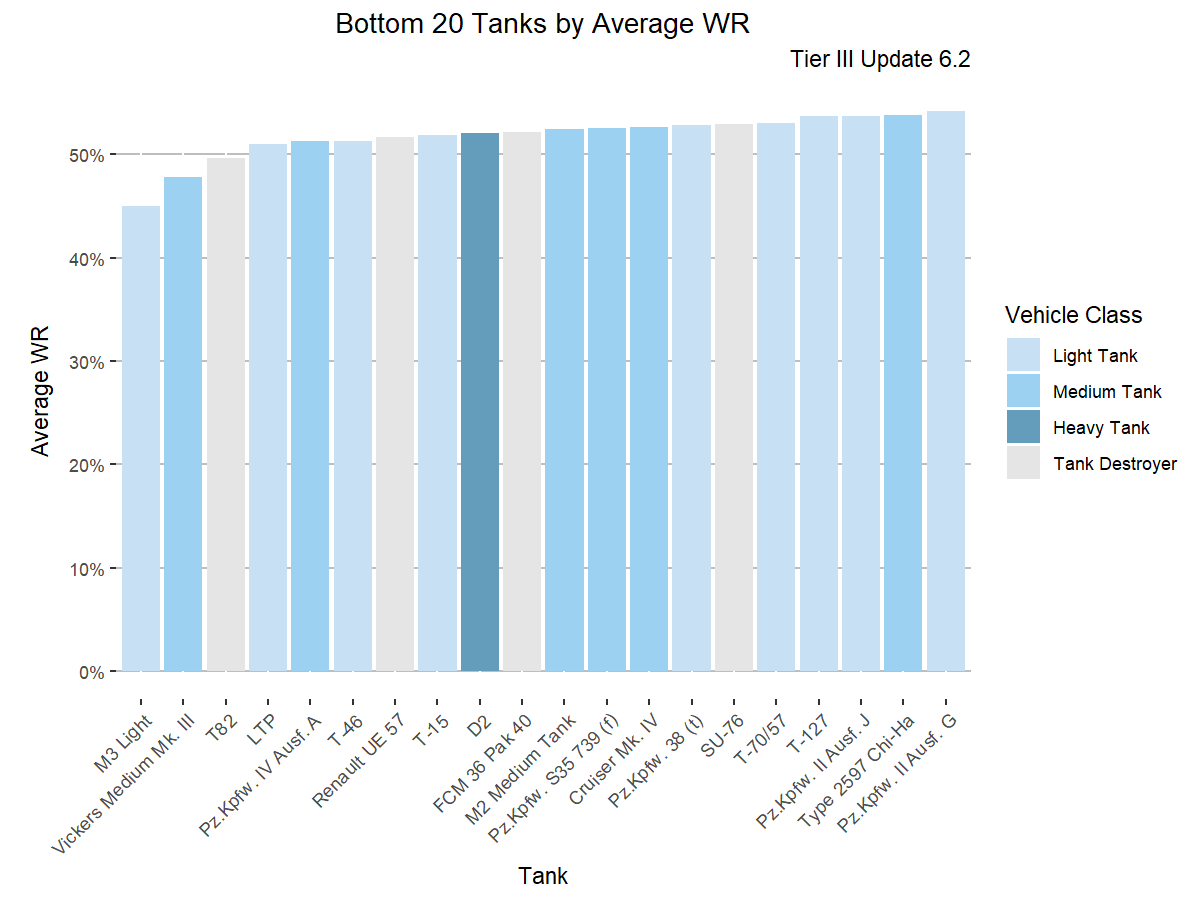 Bottom 20 Tanks by Average WR
Tier III Update 6.2
Average WR
50%
40%
30%
20%
10%
0%
M3 Light
Vickers Medium Mk. III
T82
LTP
Pz.Kpfw. IV Ausf. A
T-46
Renault UE 57
T-15
D2
FCM 36 Pak 40
M2 Medium Tank
Pz.Kpfw. S35 739 (f)
Cruiser Mk. IV
Pz.Kpfw. 38 (t)
SU-76
T-70/57
T-127
Pz.Kpfw. II Ausf. J
Type 2597 Chi-Ha
Pz.Kpfw. II Ausf. G
Tank
Vehicle Class
Light Tank
Medium Tank
Heavy Tank
Tank Destroyer